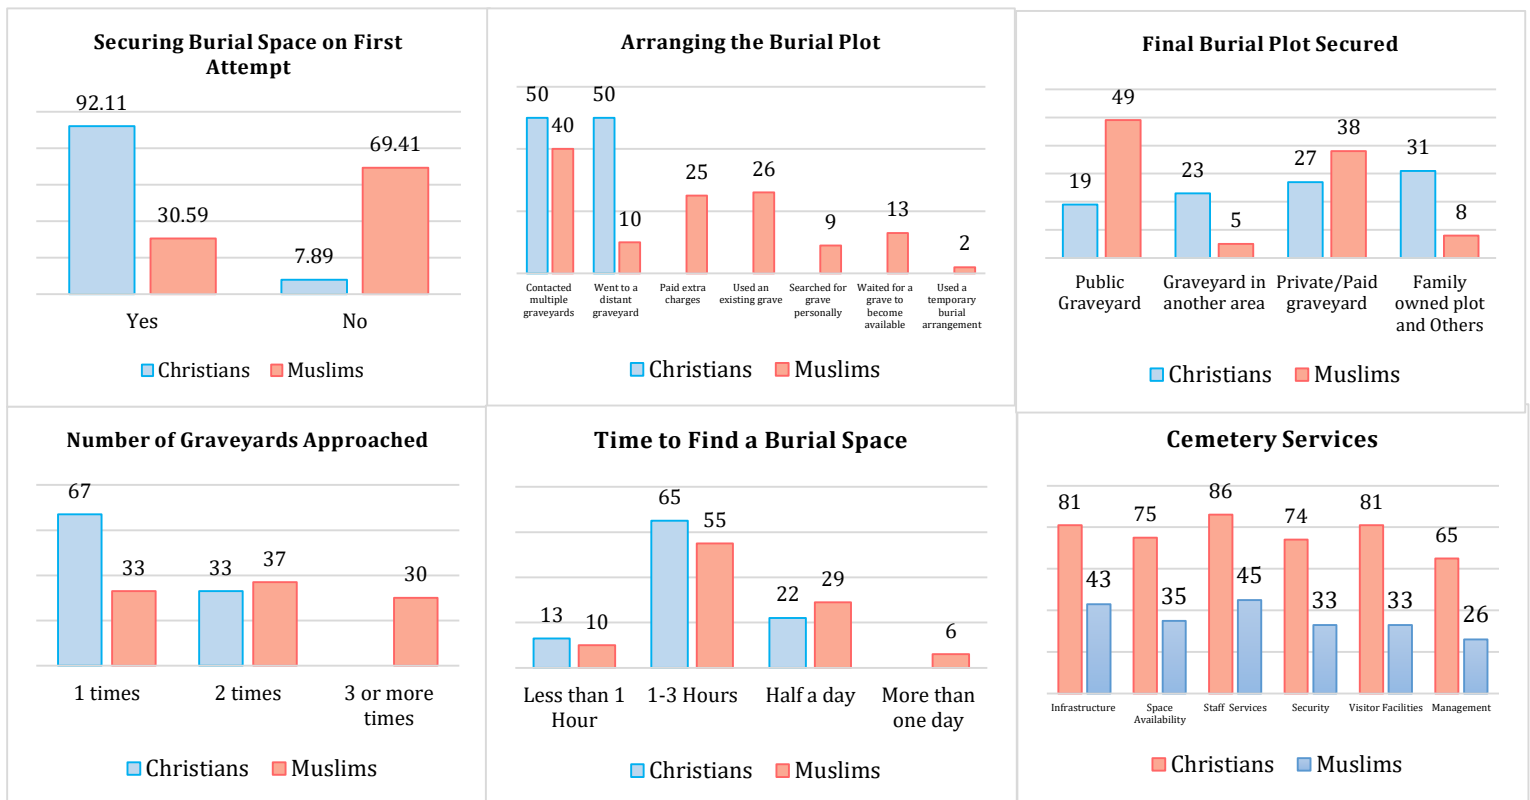 Securing Burial Space on First
Attempt
92.11
30.59
7.89
69.41
Yes
No
Christians
Muslims
Arranging the Burial Plot
50
40
50
10
25
26
9
13
2
Contacted
multiple
graveyards
Went to a
distant
graveyard
Paid extra
charges
Used an
existing grave
Searched for
grave
personally
Waited for a
grave to
become
available
Used a
temporary
burial
arrangement
Christians
Muslims
Final Burial Plot Secured
19
49
23
5
27
38
31
8
Public
Graveyard
Graveyard in
another area
Private/Paid
graveyard
Family
owned plot
and Others
Christians
Muslims
Number of Graveyards Approached
67
33
33
37
30
1 times
2 times
3 or more
times
Christians
Muslims
Time to Find a Burial Space
13
10
65
55
22
29
6
Less than 1
Hour
1-3 Hours
Half a day
More than
one day
Christians
Muslims
Cemetery Services
81
43
75
35
86
45
74
33
81
33
65
26
Infrastructure
Space
Availability
Staff Services
Security
Visitor Facilities
Management
Christians
Muslims